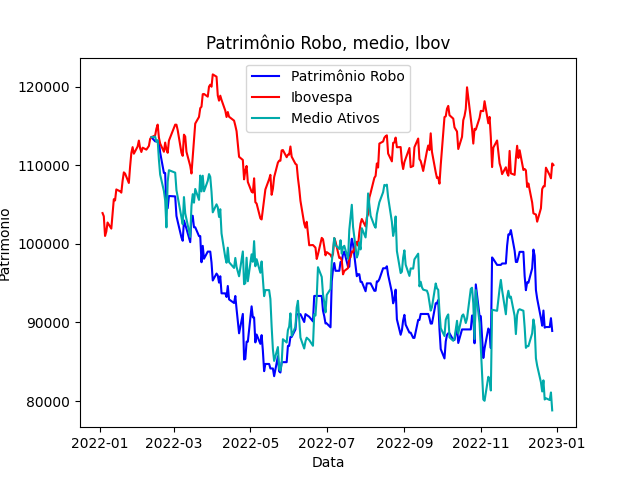 Patrimônio Robo, medio, Ibov
Patrimônio Robo
Ibovespa
Medio Ativos
120000
110000
100000
90000
80000
Patrimonio
2022-01 2022-03 2022-05 2022-07 2022-09 2022-11 2023-01
Data